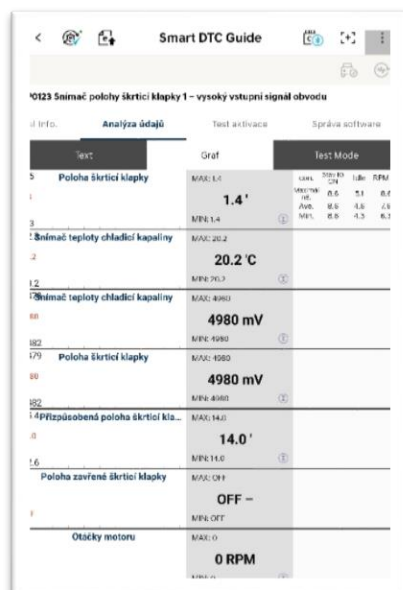 Smart DTC Guide
P0123 Snímač polohy škrticí klapky 1 – vysoký vstupní signál obvodu
Info.
Analýza údajů
Test aktivace
Správa software
Text
Graf
Test Mode
Poloha škrticí klapky
MAX: 1.4
1.4 '
MIN: 1.4
Idle RPM
Ave.
Min.
Snímač teploty chladicí kapaliny
MAX: 20.2
20.2 'C
MIN: 20.2
Snímač teploty chladicí kapaliny
MAX: 4980
4980 mV
MIN: 4980
Poloha škrticí klapky
MAX: 4980
4980 mV
MIN: 4980
Přizpůsobená poloha škrticí kla...
MAX: 14.0
14.0 '
MIN: 14.0
Poloha zavřené škrticí klapky
MAX: OFF
OFF –
MIN: OFF
Otáčky motoru
MAX: 0
0 RPM